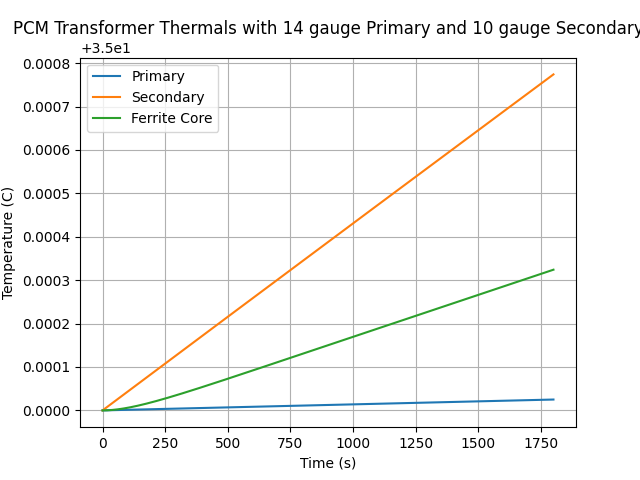 PCM Transformer Thermals with 14 gauge Primary and 10 gauge Secondary
+3.5e1
0.0008
0.0007
0.0006
0.0005
0.0004
0.0003
0.0002
0.0001
0.0000
Temperature (C)
Primary
Secondary
Ferrite Core
0 250 500 750 1000 1250 1500 1750
Time (s)